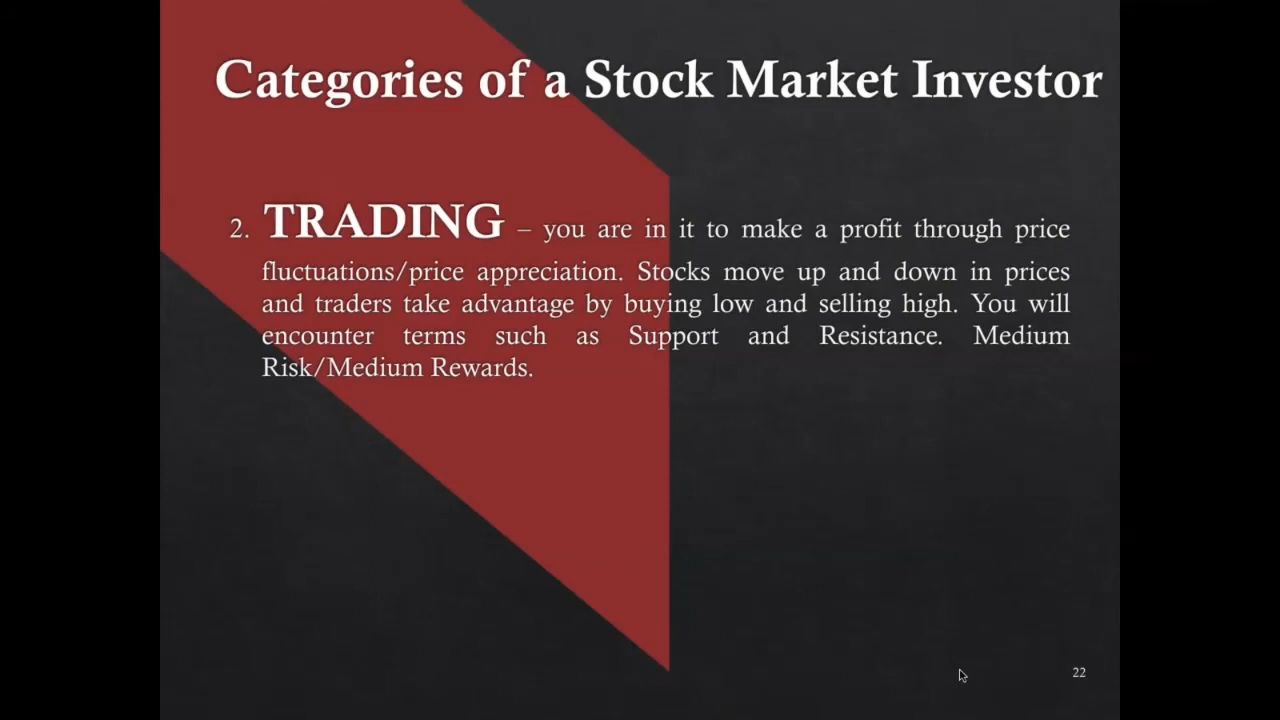 Categories of a Stock Market Investor
2. TRADING – you are in it to make a profit through price
fluctuations/price appreciation. Stocks move up and down in prices
and traders take advantage by buying low and selling high. You will
encounter terms such as Support and Resistance. Medium
Risk/Medium Rewards.
22